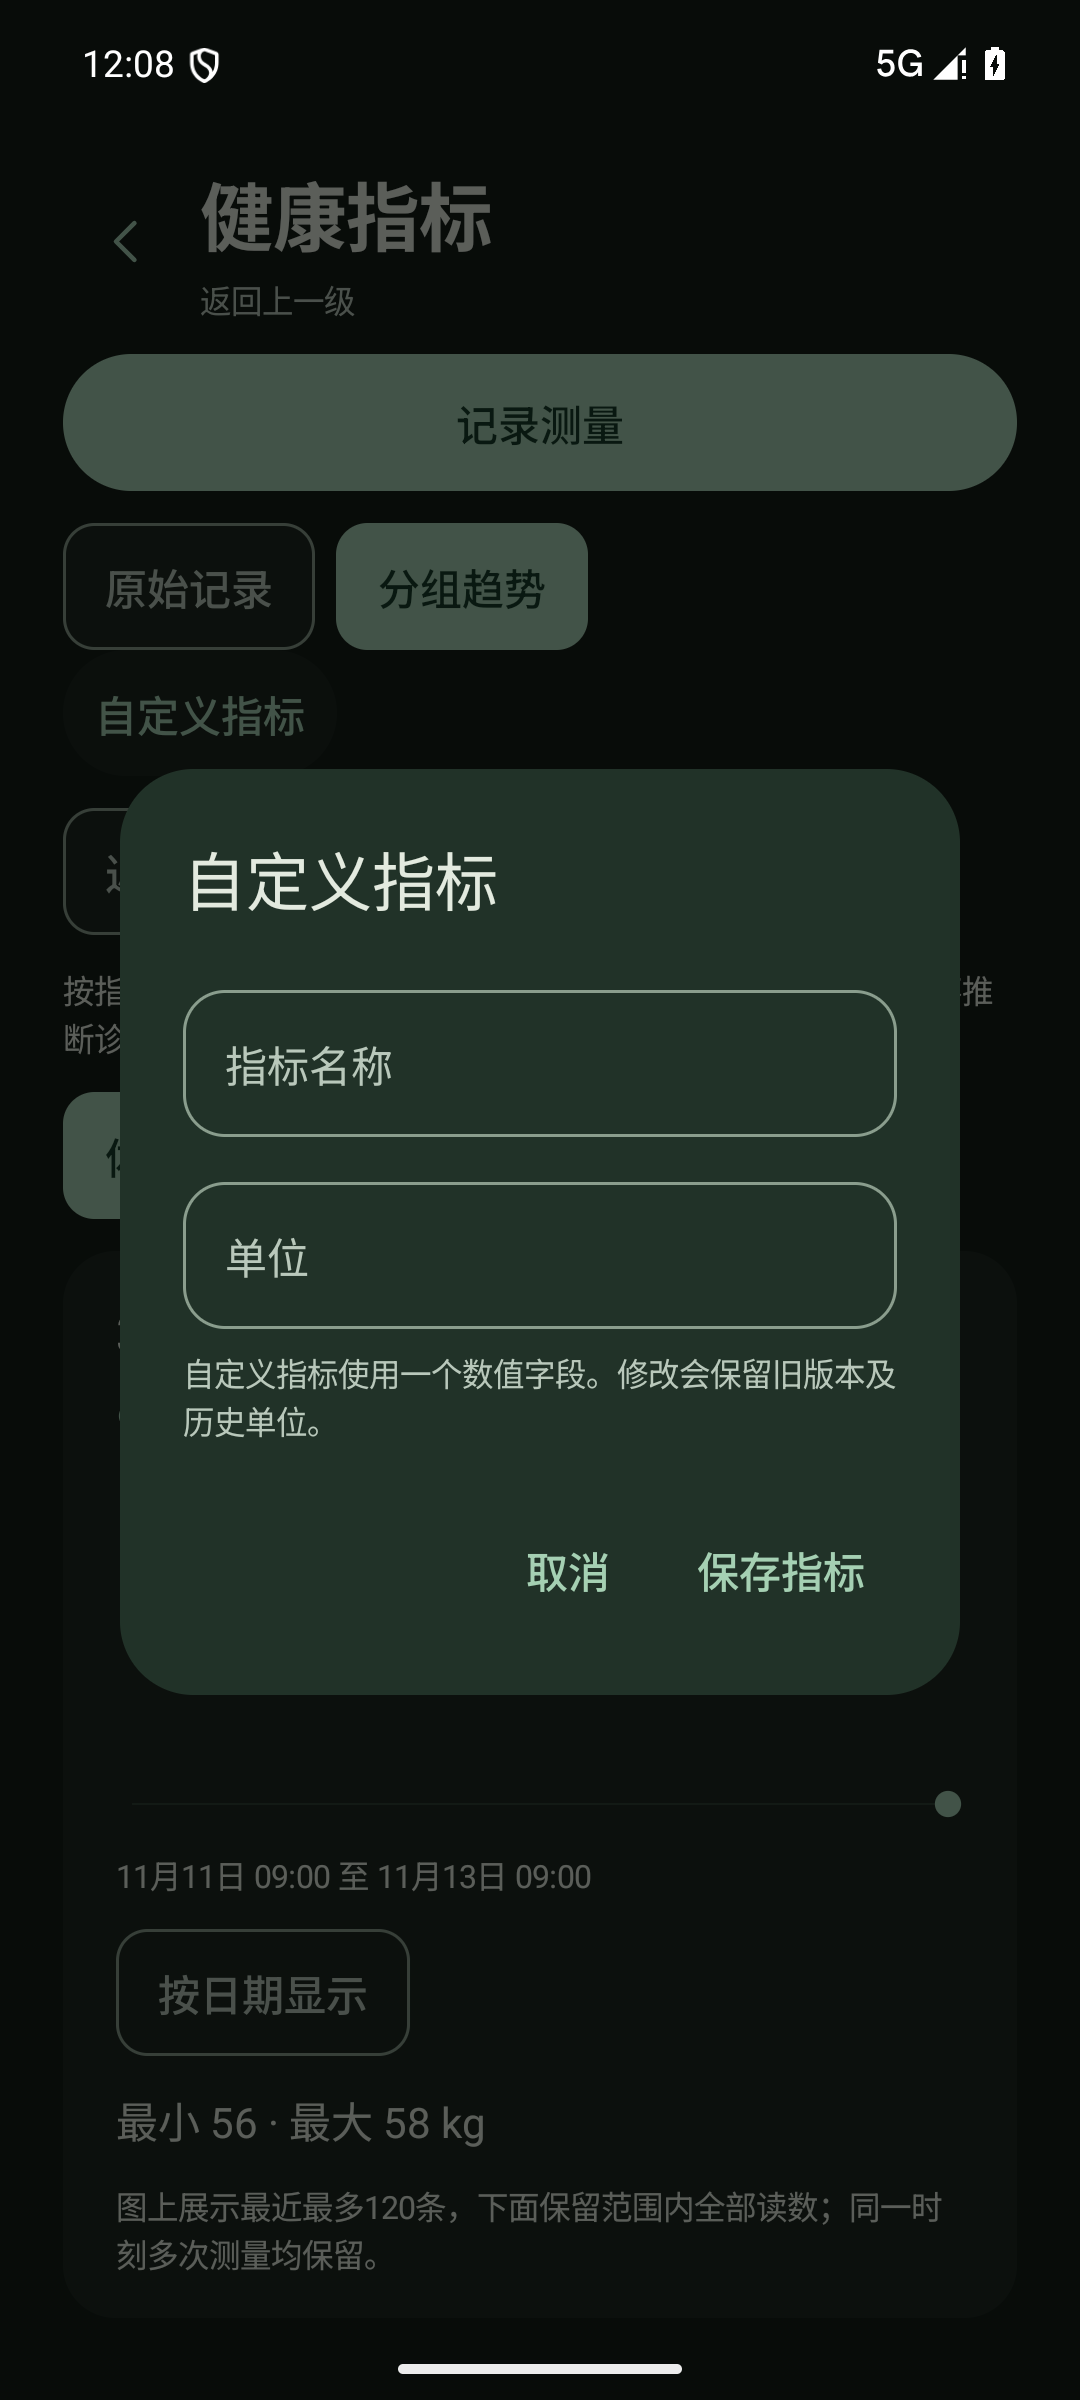 12:08
5G
健康指标
返回上一级
记录测量
原始记录
分组趋势
自定义指标
按指
推
断诊
自定义指标
指标名称
单位
自定义指标使用一个数值字段。修改会保留旧版本及
历史单位。
取消
保存指标
11月11日 09:00 至 11月13日 09:00
按日期显示
最小 56 · 最大 58 kg
图上展示最近最多120条，下面保留范围内全部读数；同一时
刻多次测量均保留。